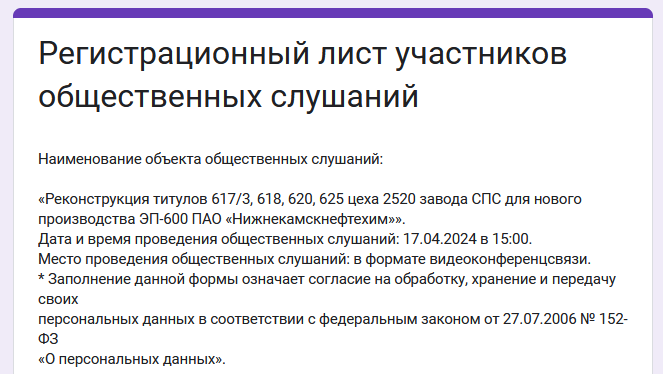 Регистрационный лист участников
общественных слушаний
Наименование объекта общественных слушаний:
«Реконструкция титулов 617/3, 618, 620, 625 цеха 2520 завода СПС для нового
производства ЭП-600 ПАО «Нижнекамскнефтехим»».
Дата и время проведения общественных слушаний: 17.04.2024 в 15:00.
Место проведения общественных слушаний: в формате видеоконференцсвязи.
* Заполнение данной формы означает согласие на обработку, хранение и передачу
своих
персональных данных в соответствии с федеральным законом от 27.07.2006 № 152-
ФЗ
«О персональных данных».